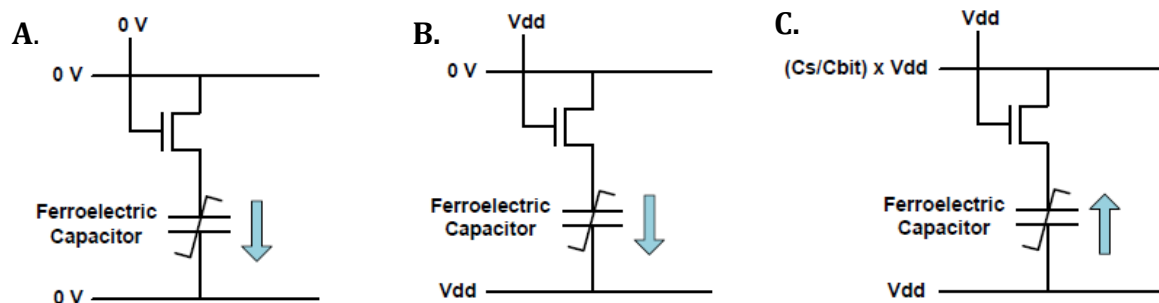 A.
0 V
0 V
Ferroelectric
Capacitor
0 V
B.
Vdd
0 V
Ferroelectric
Capacitor
Vdd
C.
Vdd
(Cs/Cbit) x Vdd
Ferroelectric
Capacitor
Vdd